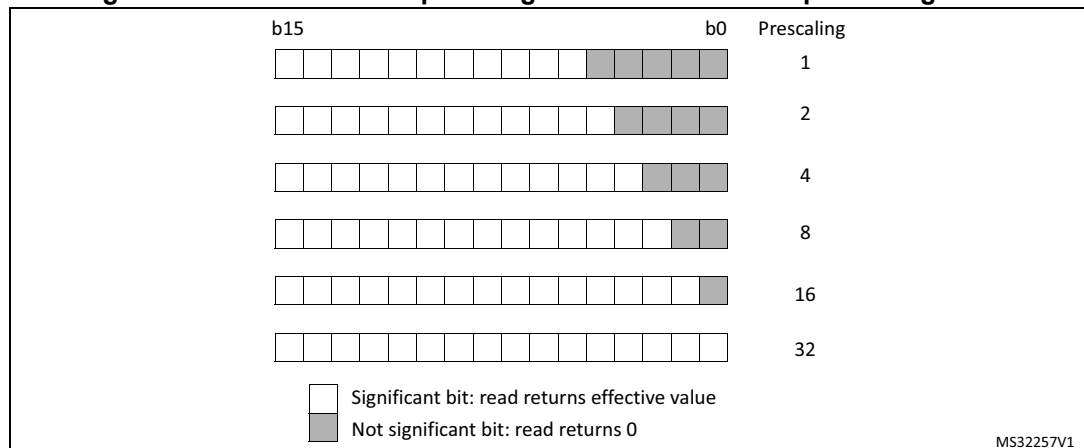 b15 b0 Prescaling
1
2
4
8
16
32
Significant bit: read returns effective value
Not significant bit: read returns 0
MS32257V1